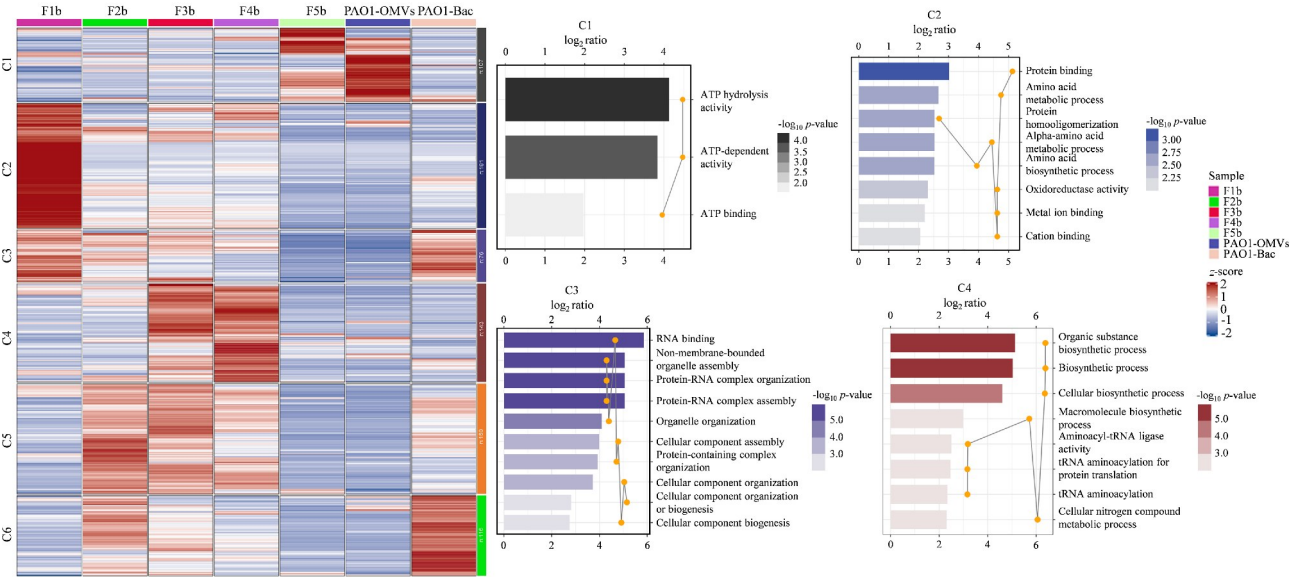 F1b F2b F3b F4b F5b PAO1-OMVs PAO1-Bac
C1
C2
C3
C4
C5
C6
C1
log2 ratio
0 1 2 3 4
ATP hydrolysis
activity
ATP-dependent
activity
ATP binding
0 1 2 3 4
-log10 p-value
4.0
3.5
3.0
2.5
2.0
C2
log2 ratio
0 1 2 3 4 5
Protein binding
Amino acid
metabolic process
Protein
homooligomerization
Alpha-amino acid
metabolic process
Amino acid
biosynthetic process
Oxidoreductase activity
Metal ion binding
Cation binding
0 1 2 3 4 5
-log10 p-value
3.00
2.75
2.50
2.25
Sample
F1b
F2b
F3b
F4b
F5b
PAO1-OMVs
PAO1-Bac
z-score
2
1
0
-1
-2
C3
log2 ratio
0 2 4 6
RNA binding
Non-membrane-bounded
organelle assembly
Protein-RNA complex organization
Protein-RNA complex assembly
Organelle organization
Cellular component assembly
Protein-containing complex
organization
Cellular component organization
Cellular component organization
or biogenesis
Cellular component biogenesis
0 2 4 6
-log10 p-value
5.0
4.0
3.0
C4
log2 ratio
0 2 4 6
Organic substance
biosynthetic process
Biosynthetic process
Cellular biosynthetic process
Macromolecule biosynthetic
process
Aminoacyl-tRNA ligase
activity
tRNA aminoacylation for
protein translation
tRNA aminoacylation
Cellular nitrogen compound
metabolic process
0 2 4 6
-log10 p-value
5.0
4.0
3.0